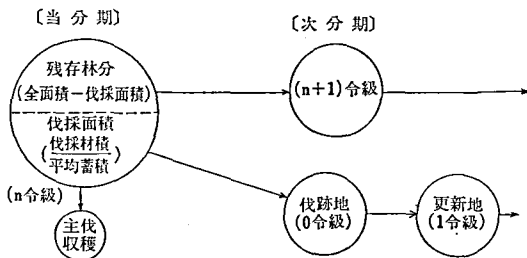 〔当分期〕
〔次分期〕
残存林分
(全面積－伐採面積)
伐採面積
(伐採材積
平均蓄積)
(n令級)
主伐
収穫
(n+1)令級
伐跡地
(0令級)
更新地
(1令級)